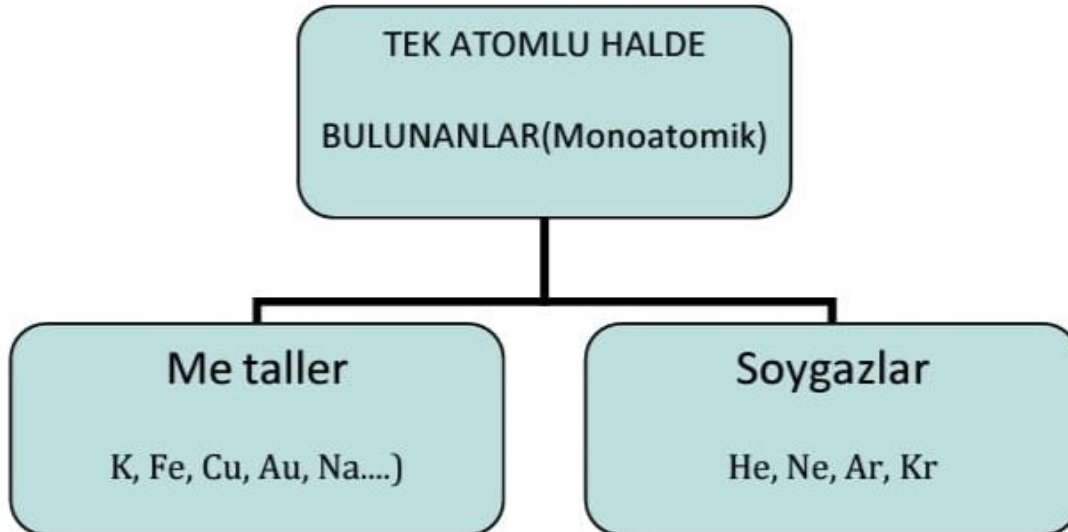 TEK ATOMLU HALDE
BULUNANLAR(Monoatomik)
Me taller
K, Fe, Cu, Au, Na....)
Soygazlar
He, Ne, Ar, Kr